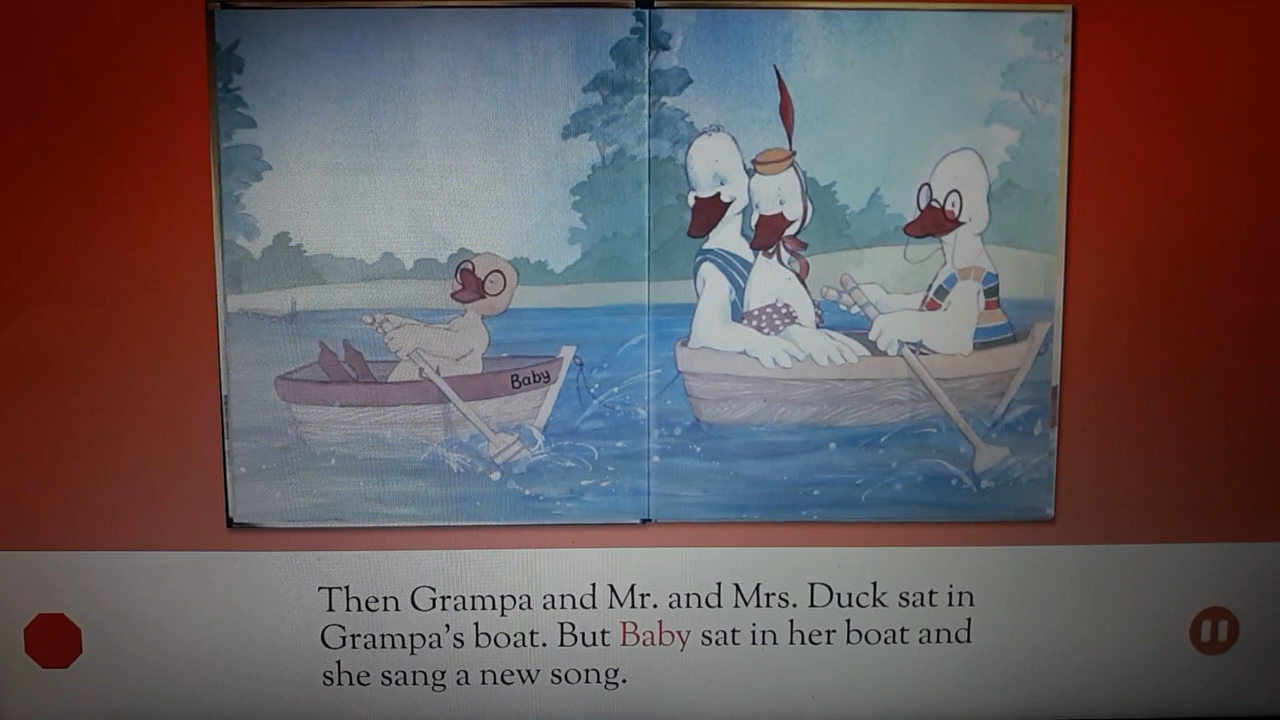 Baby
Then Grampa and Mr. and Mrs. Duck sat in
Grampa's boat. But Baby sat in her boat and
she sang a new song.